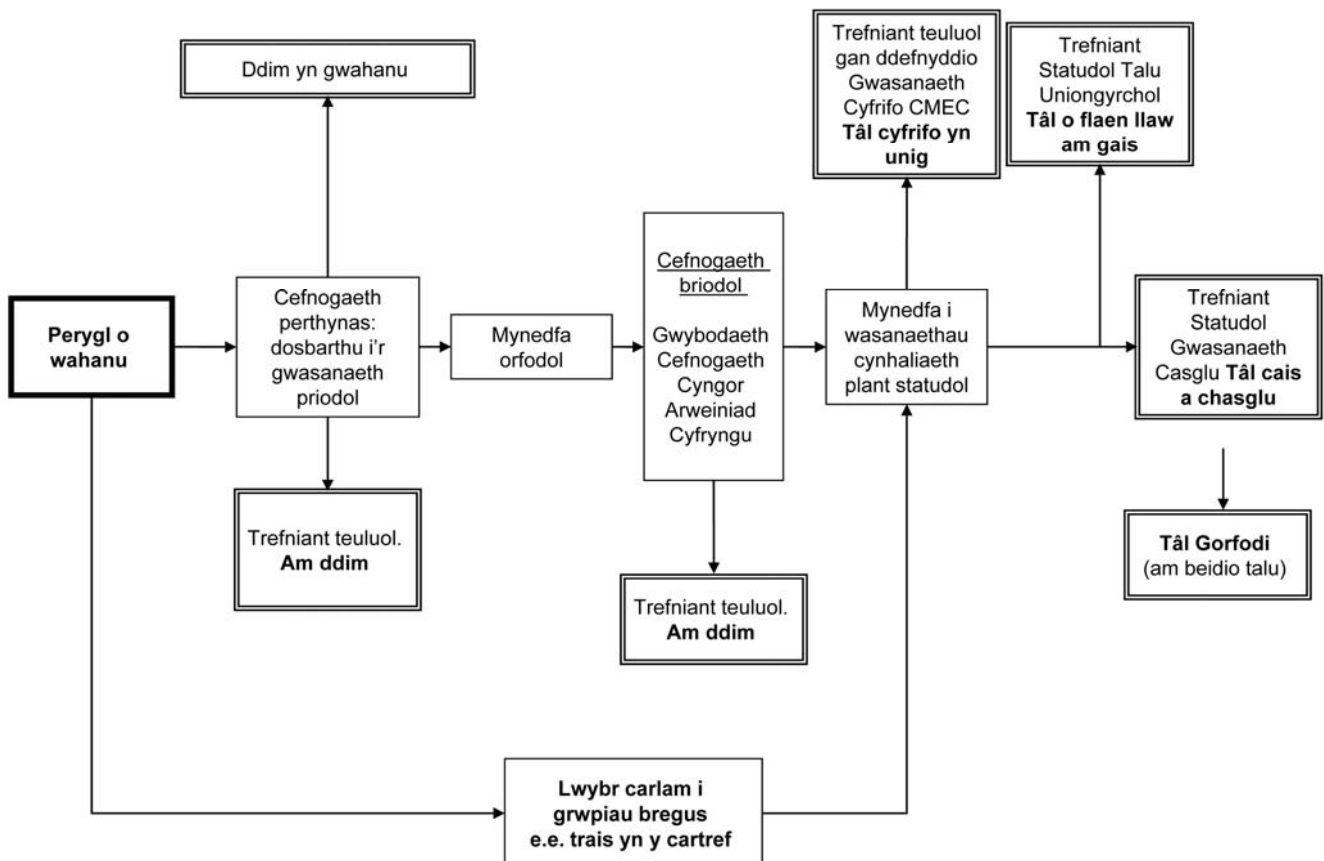 Ddim yn gwahanu
Trefniant teuluol
gan ddefnyddio
Gwasanaeth
Cyfrifo CMEC
Tâl cyfrifo yn
unig
Trefniant
Statudol Talu
Uniongyrchol
Tâl o flaen llaw
am gais
Perygl o
wahanu
Cefnogaeth
perthynas:
dosbarthu i'r
gwasanaeth
priodol
Mynedfa
orfodol
Cefnogaeth
briodol
Gwybodaeth
Cefnogaeth
Cyngor
Arweiniad
Cyfryngu
Mynedfa i
wasanaethau
cynhaliaeth
plant statudol
Trefniant
Statudol
Gwasanaeth
Casglu Tâl cais
a chasglu
Trefniant teuluol.
Am ddim
Trefniant teuluol.
Am ddim
Tâl Gorfodi
(am beidio talu)
Lwybr carlam i
grwpiau bregus
e.e. trais yn y cartref